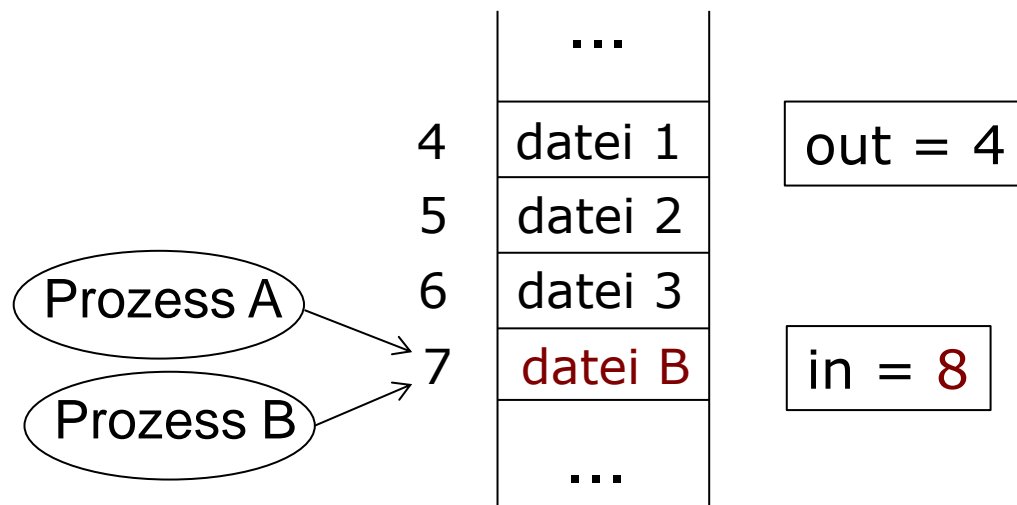 ...
4 datei 1 out = 4
5 datei 2
Prozess A 6 datei 3
7 datei B in = 8
Prozess B
...